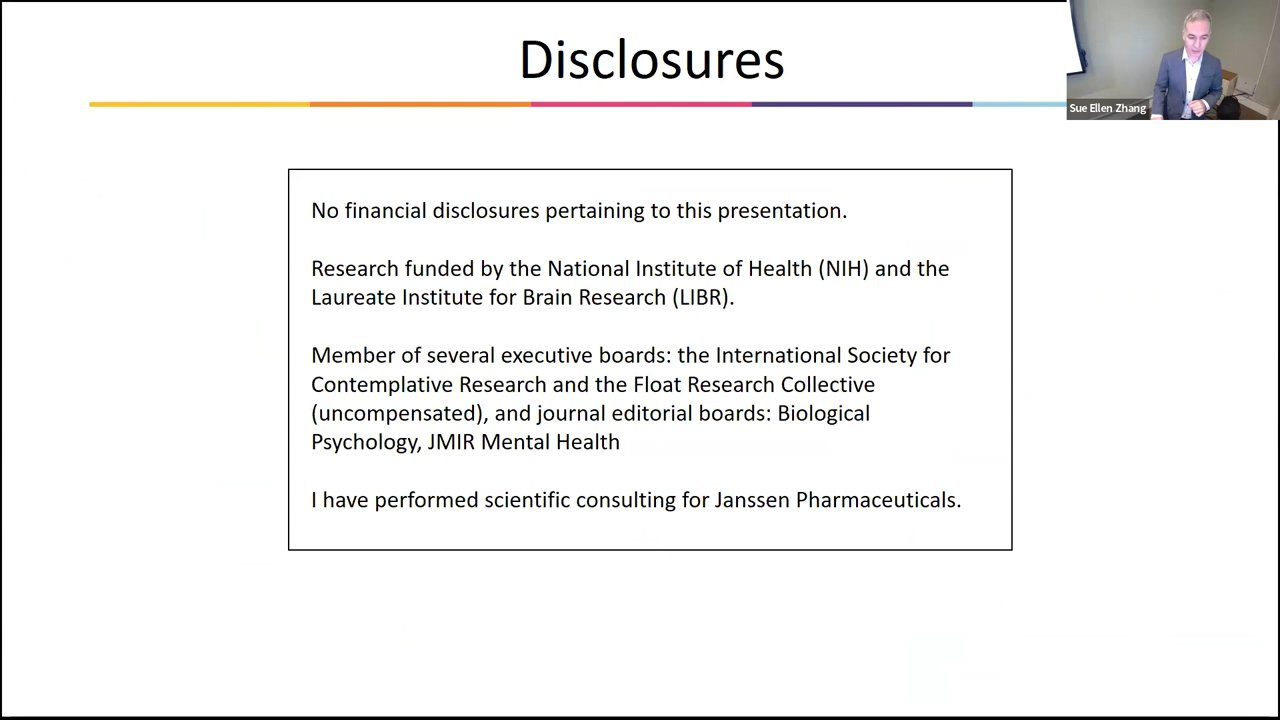 Disclosures
Sue Ellen Zhang
No financial disclosures pertaining to this presentation.
Research funded by the National Institute of Health (NIH) and the
Laureate Institute for Brain Research (LIBR).
Member of several executive boards: the International Society for
Contemplative Research and the Float Research Collective
(uncompensated), and journal editorial boards: Biological
Psychology, JMIR Mental Health
I have performed scientific consulting for Janssen Pharmaceuticals.